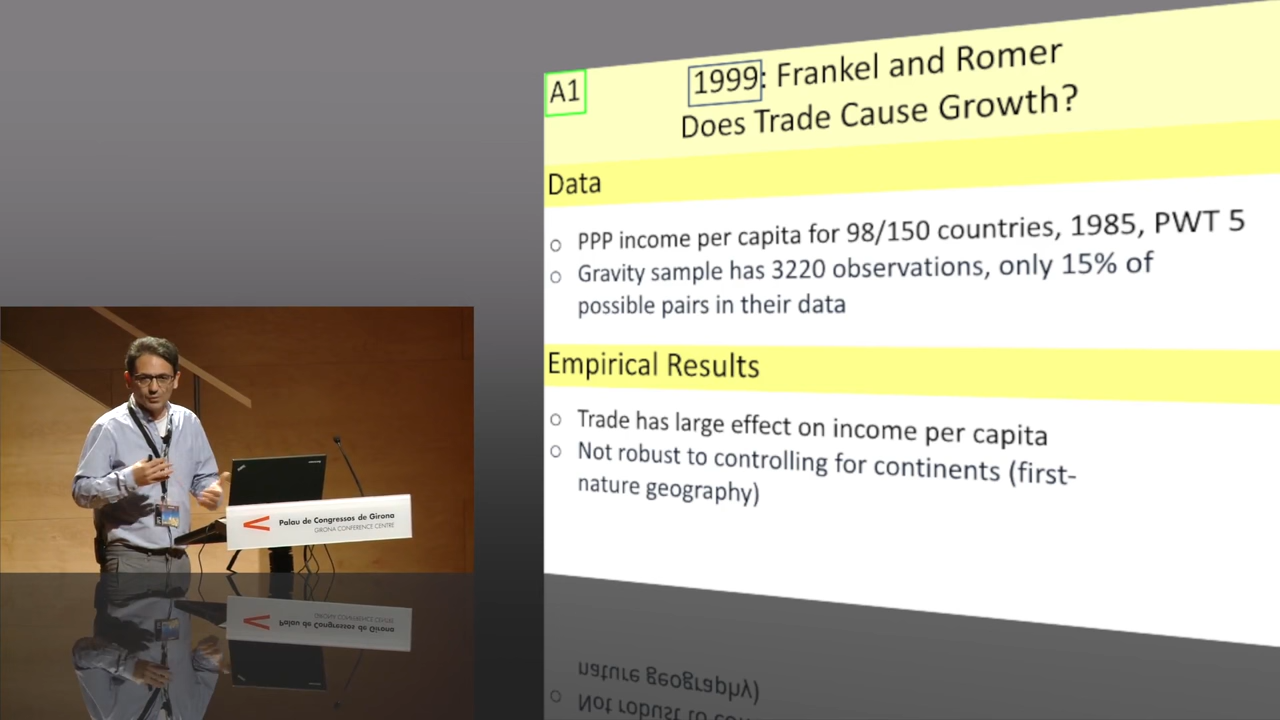 A1
1999: Frankel and Romer
Does Trade Cause Growth?
Data
○ PPP income per capita for 98/150 countries, 1985, PWT 5
○ Gravity sample has 3220 observations, only 15% of
possible pairs in their data
Empirical Results
○ Trade has large effect on income per capita
○ Not robust to controlling for continents (first-
nature geography)
Palau de Congressos de Girona
GIRONA CONFERENCE CENTRE